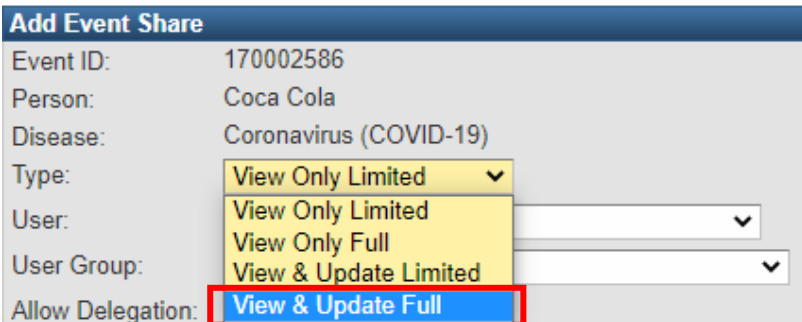 Add Event Share
Event ID: 170002586
Person: Coca Cola
Disease: Coronavirus (COVID-19)
Type: View Only Limited
View Only Limited
User:
View Only Full
User Group:
View & Update Limited
Allow Delegation: View & Update Full